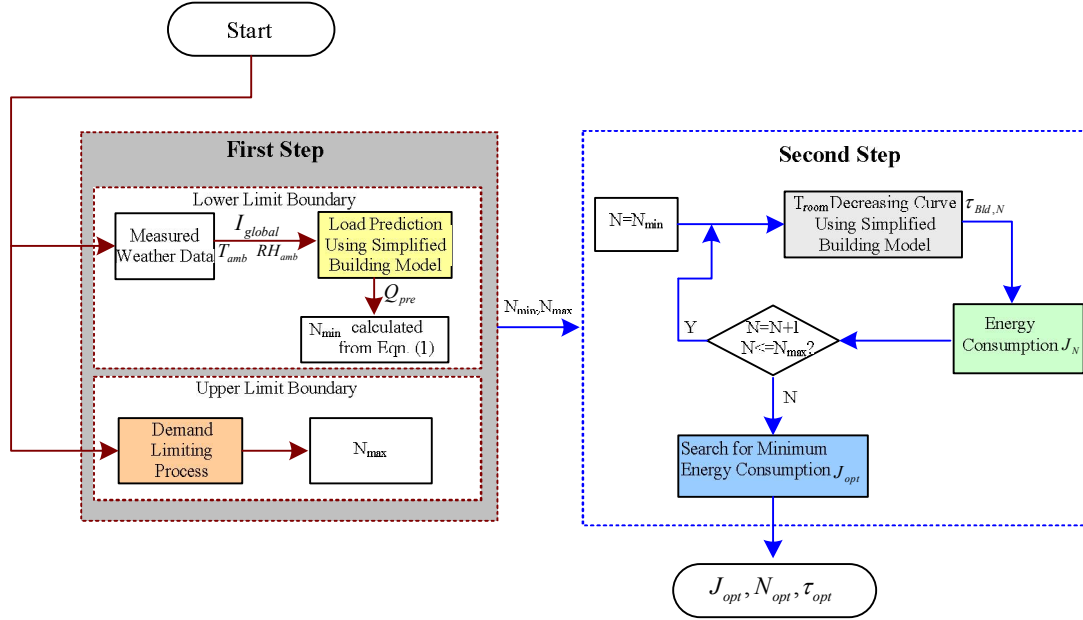 Start
First Step
Lower Limit Boundary
Measured
Weather Data
I_global
T_amb RH_amb
Load Prediction
Using Simplified
Building Model
Q_pre
N_min calculated
from Eqn. (1)
Upper Limit Boundary
Demand
Limiting
Process
N_max
N_min,N_max
Second Step
N=N_min
T_room Decreasing Curve
Using Simplified
Building Model
τ_Bld,N
Energy
Consumption J_N
N=N+1
N<=N_max?
Y
N
Search for Minimum
Energy Consumption J_opt
J_opt, N_opt, τ_opt